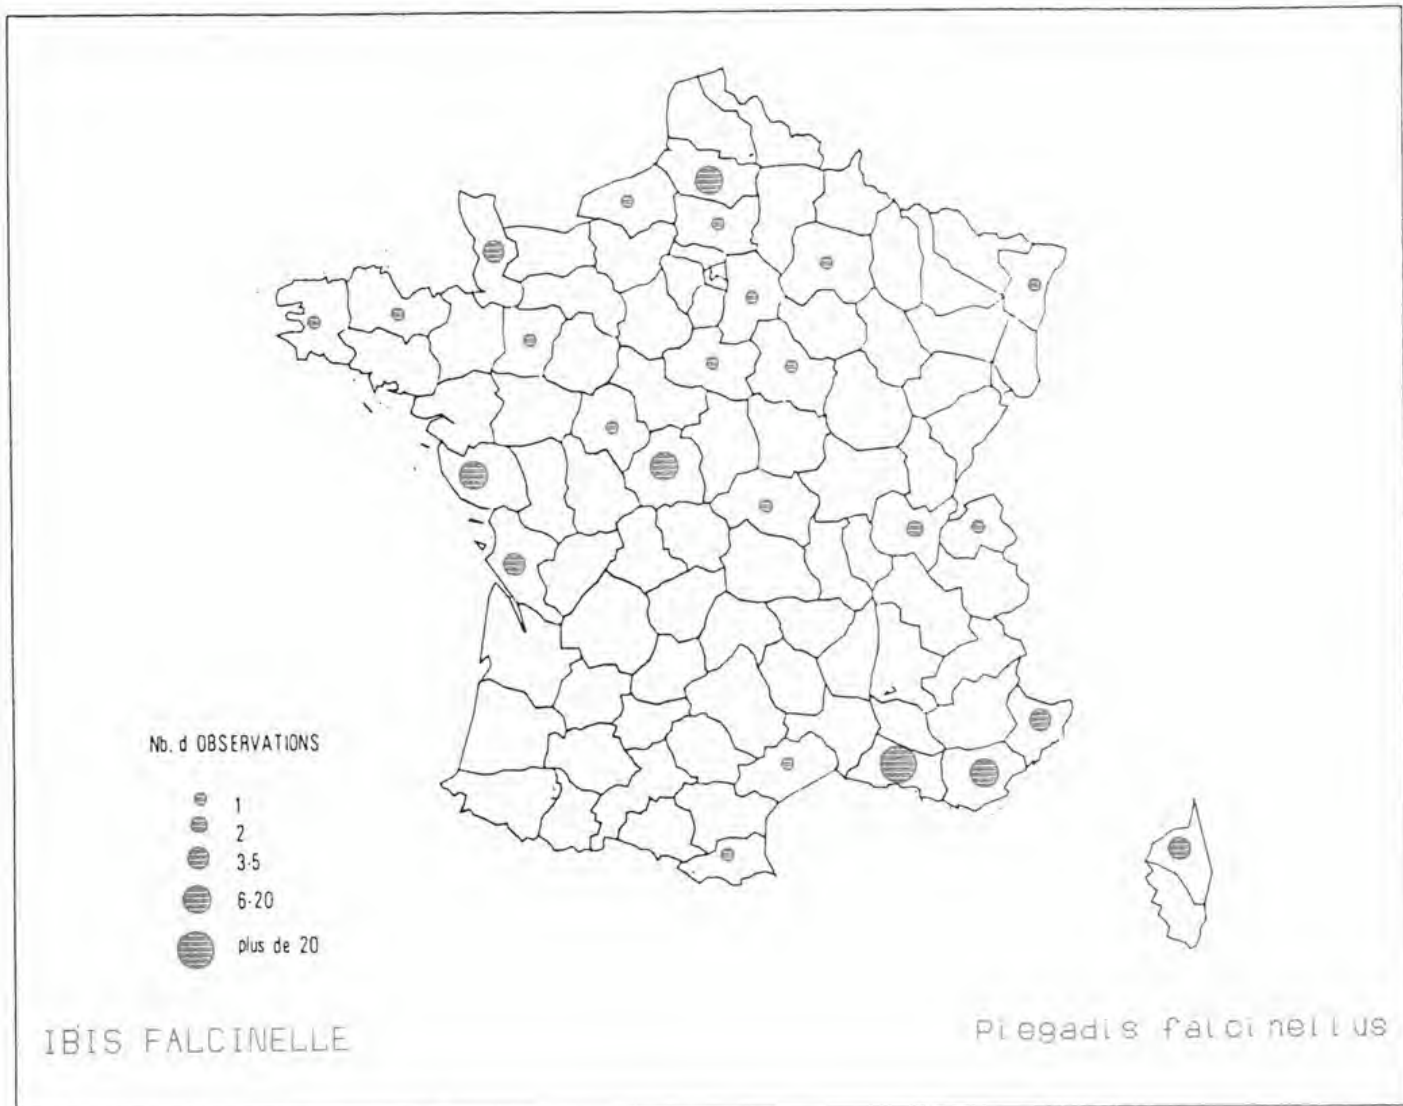 Nb. d OBSERVATIONS
1
2
3-5
6-20
plus de 20
IBIS FALCINELLE
Plegadis falcinellus